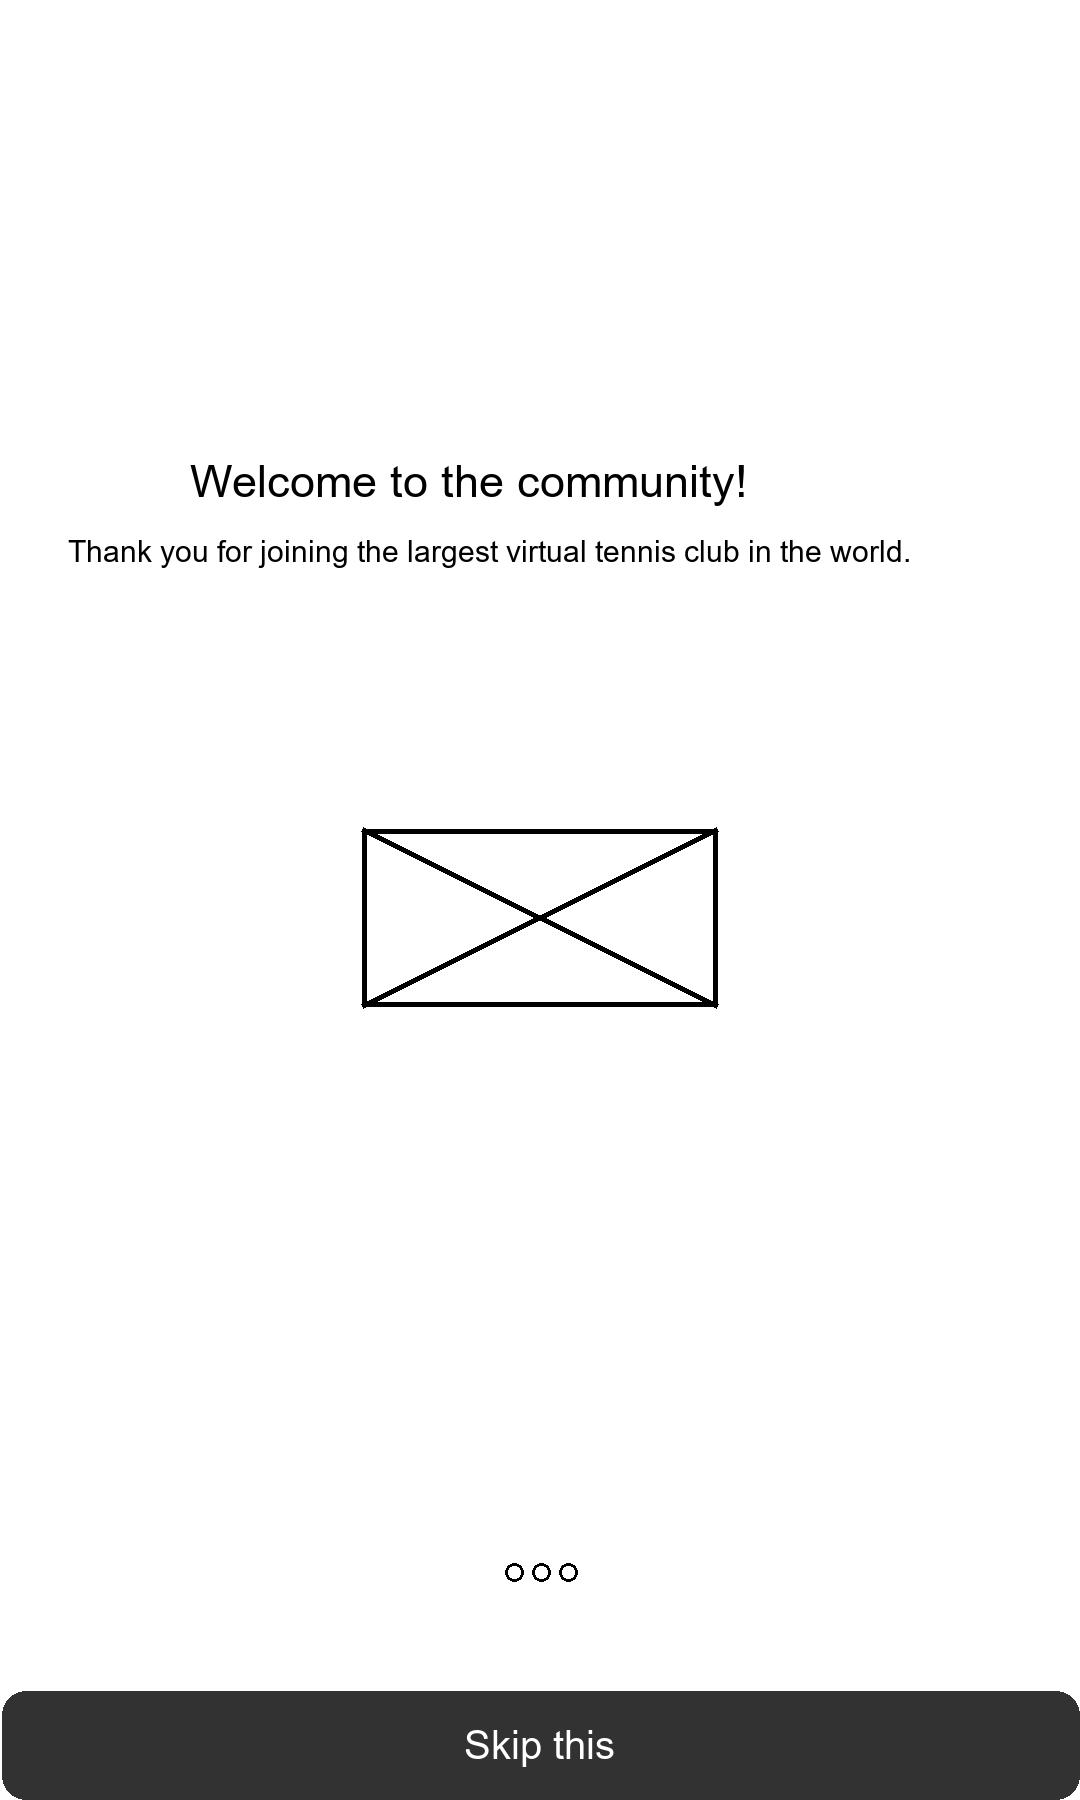 Welcome to the community!
Thank you for joining the largest virtual tennis club in the world.
Skip this